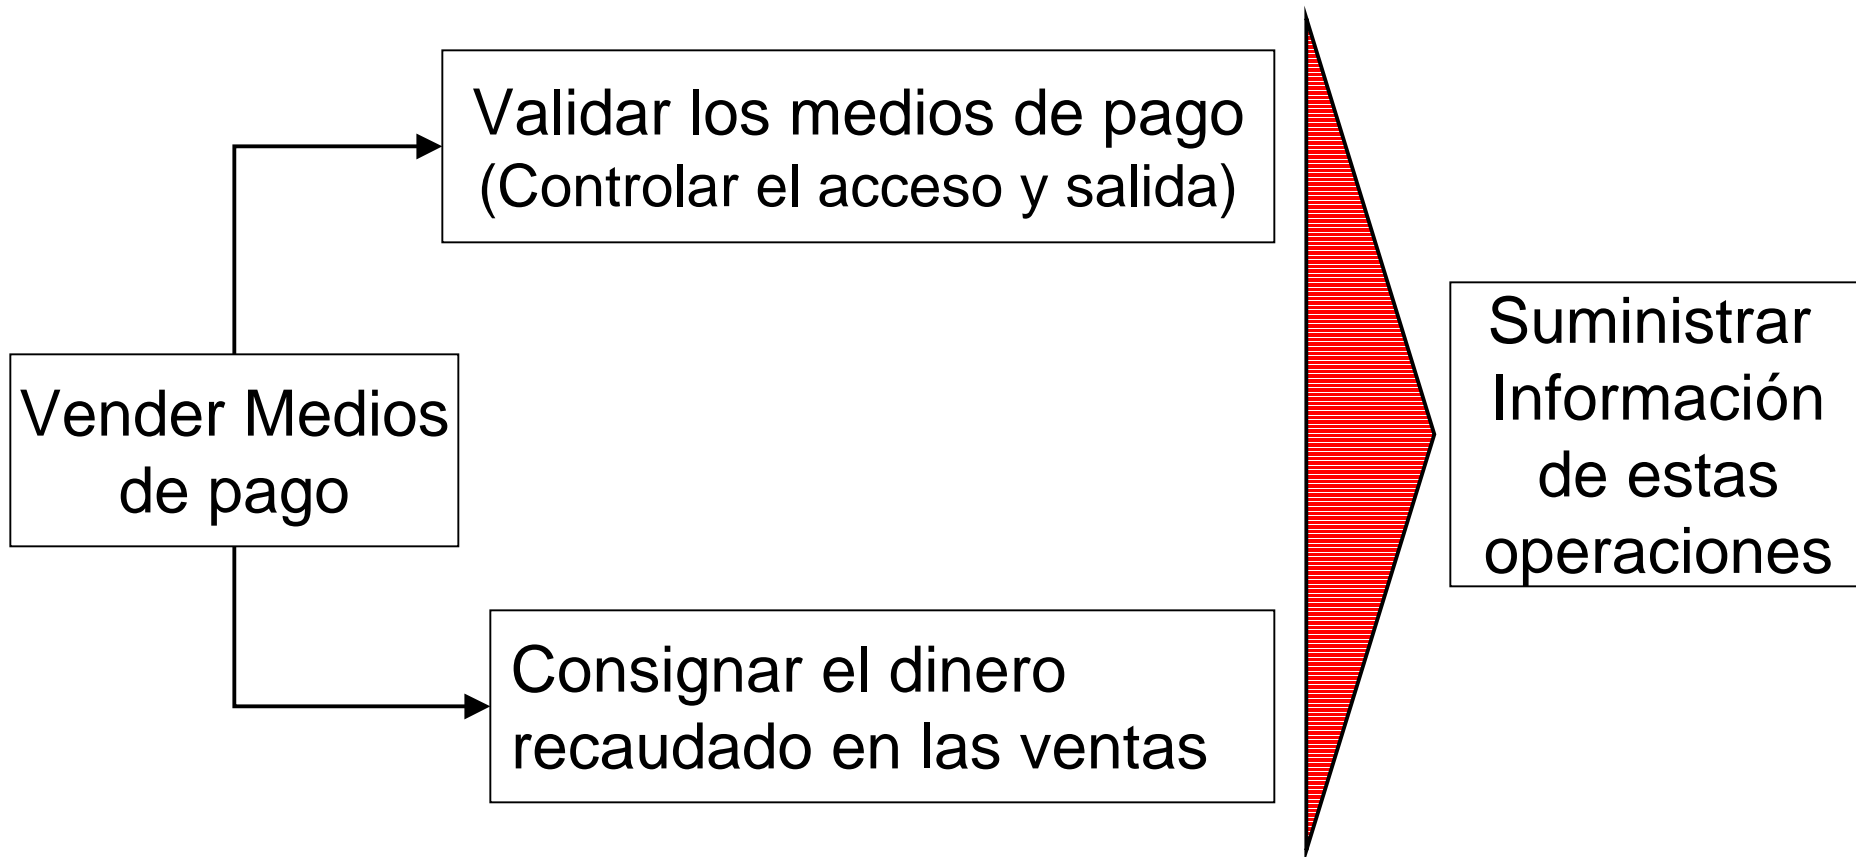 Validar los medios de pago
(Controlar el acceso y salida)
Vender Medios
de pago
Consignar el dinero
recaudado en las ventas
Suministrar
Información
de estas
operaciones